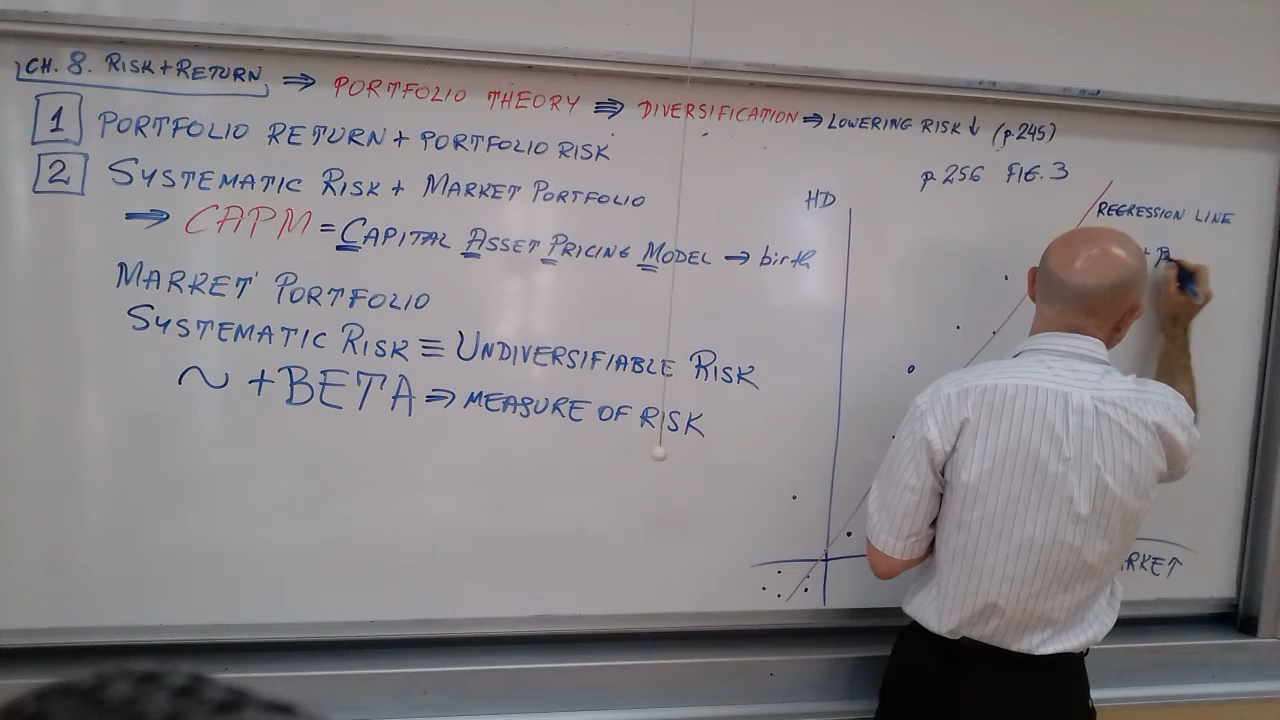 CH. 8. RISK+RETURN ⇒ PORTFOLIO THEORY ⇒ DIVERSIFICATION ⇒ LOWERING RISK ↓ (p.245)
1 PORTFOLIO RETURN + PORTFOLIO RISK
2 SYSTEMATIC RISK + MARKET PORTFOLIO
⇒ CAPM = CAPITAL ASSET PRICING MODEL → birth
MARKET PORTFOLIO
SYSTEMATIC RISK ≡ UNDIVERSIFIABLE RISK
~ + BETA ⇒ MEASURE OF RISK
p. 256 FIG. 3
HD
REGRESSION LINE
RKET